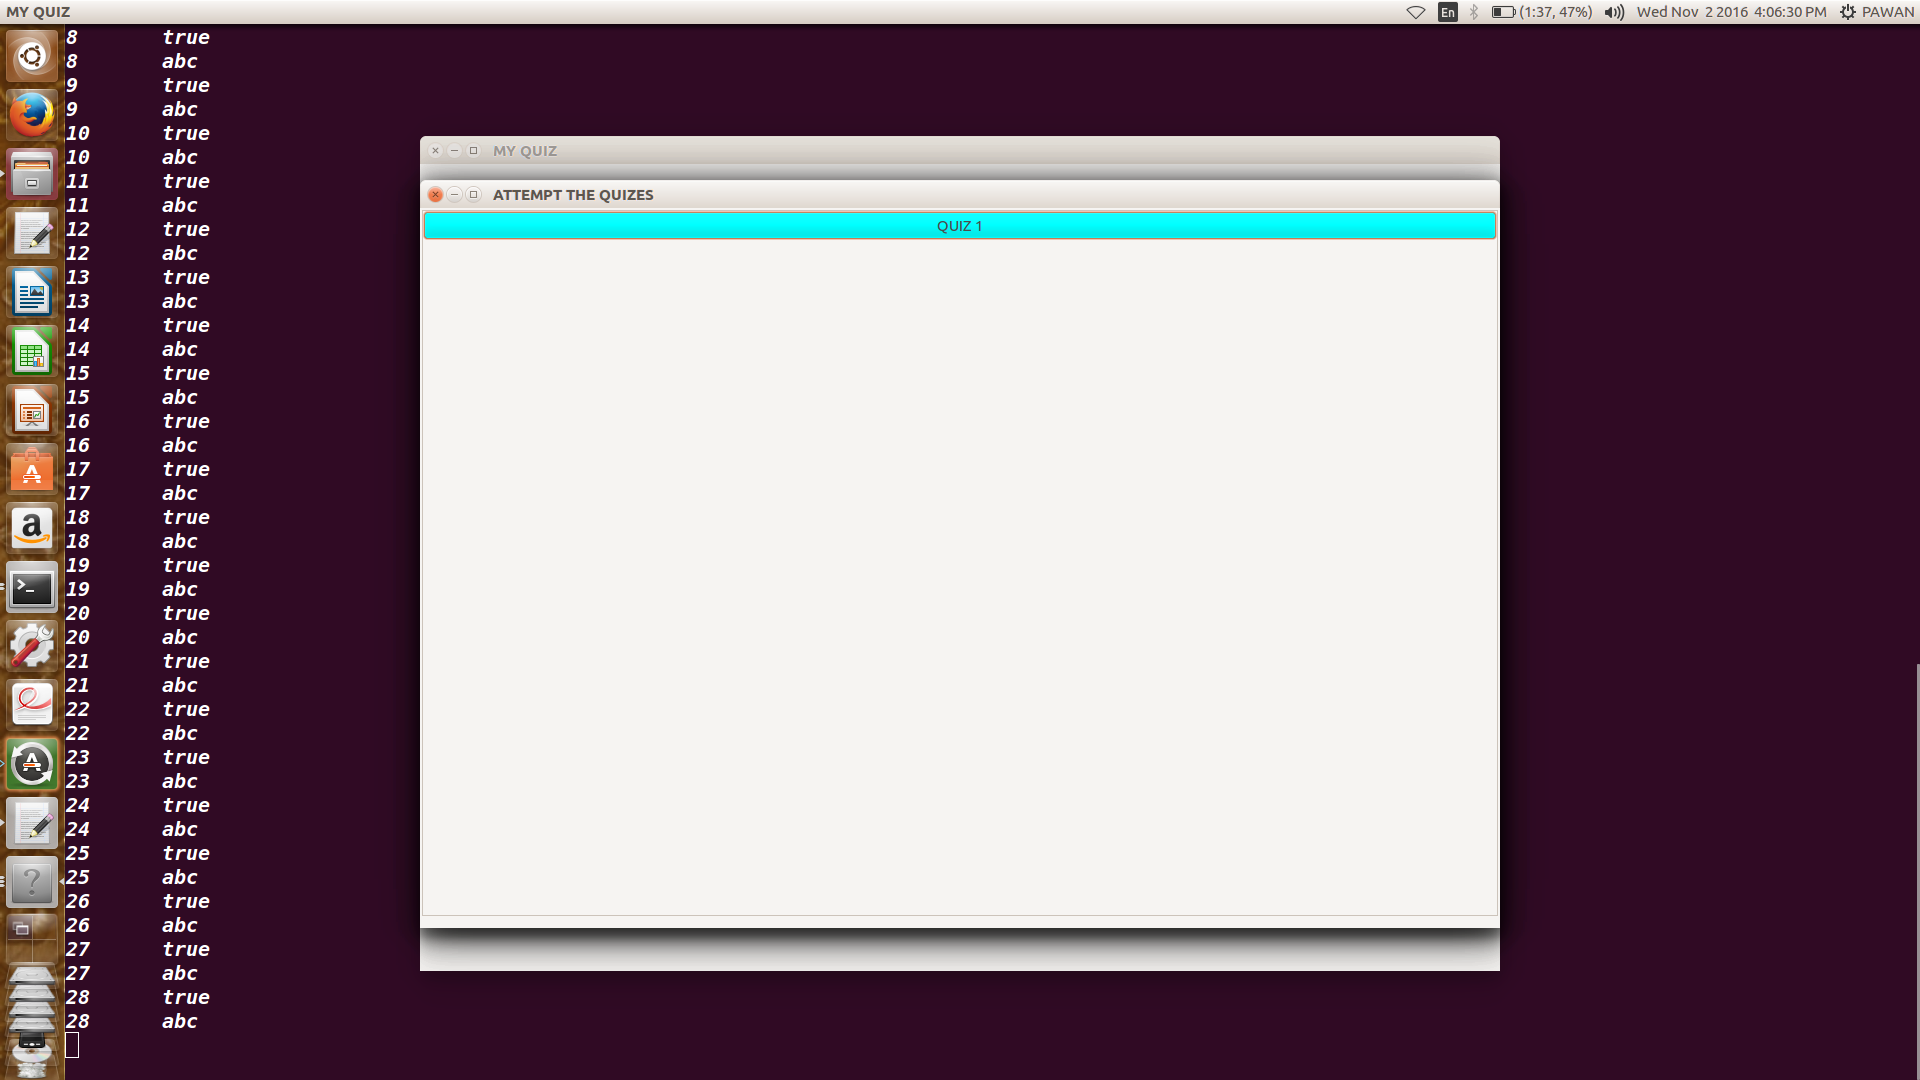 MY QUIZ
En (1:37, 47%) Wed Nov 2 2016 4:06:30 PM PAWAN
8 true
8 abc
9 true
9 abc
10 true
10 abc
11 true
11 abc
12 true
12 abc
13 true
13 abc
14 true
14 abc
15 true
15 abc
16 true
16 abc
17 true
17 abc
18 true
18 abc
19 true
19 abc
20 true
20 abc
21 true
21 abc
22 true
22 abc
23 true
23 abc
24 true
24 abc
25 true
25 abc
26 true
26 abc
27 true
27 abc
28 true
28 abc
MY QUIZ
ATTEMPT THE QUIZES
QUIZ 1